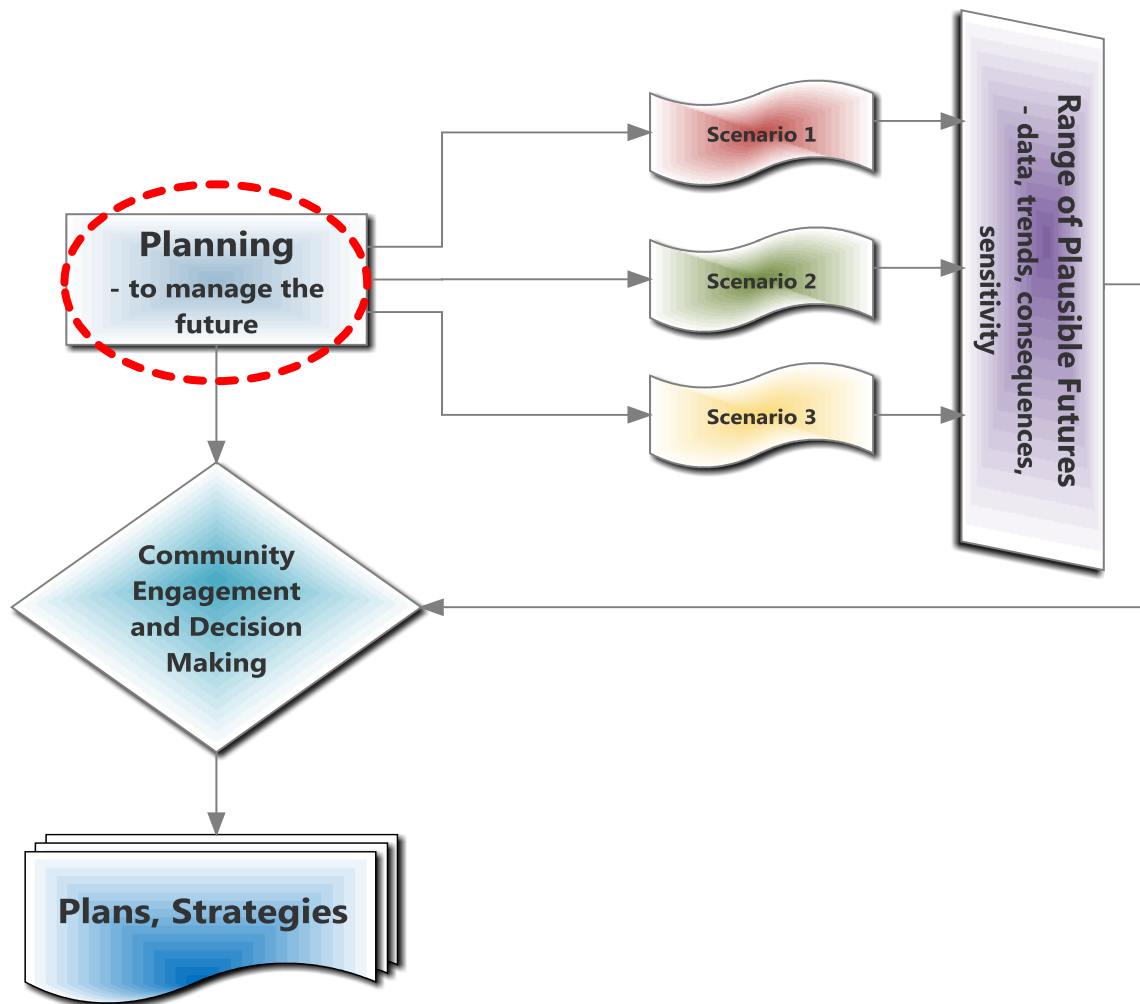 Planning
- to manage the
future
Scenario 1
Scenario 2
Scenario 3
Range of Plausible Futures
- data, trends, consequences,
sensitivity
Community
Engagement
and Decision
Making
Plans, Strategies